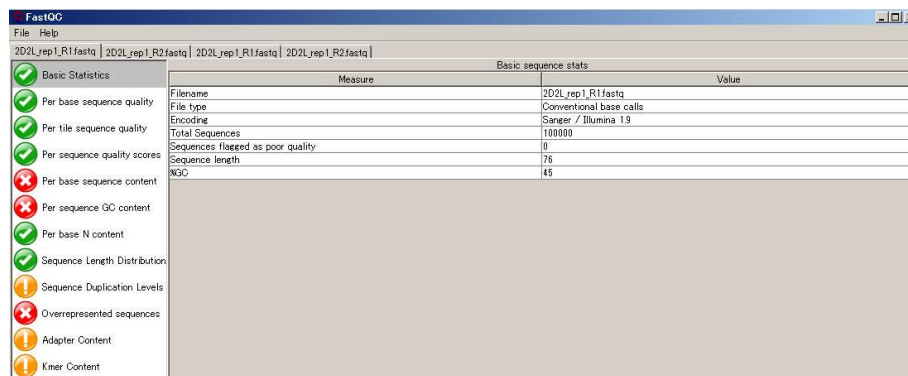 FastQC
File Help
2D2L_rep1_R1.fastq 2D2L_rep1_R2.fastq 2D2L_rep1_R1.fastq 2D2L_rep1_R2.fastq
Basic Statistics
Per base sequence quality
Per tile sequence quality
Per sequence quality scores
Per base sequence content
Per sequence GC content
Per base N content
Sequence Length Distribution
Sequence Duplication Levels
Overrepresented sequences
Adapter Content
Kmer Content
Basic sequence stats
Measure Value
Filename 2D2L_rep1_R1.fastq
File type Conventional base calls
Encoding Sanger / Illumina 1.9
Total Sequences 100000
Sequences flagged as poor quality 0
Sequence length 76
%GC 45